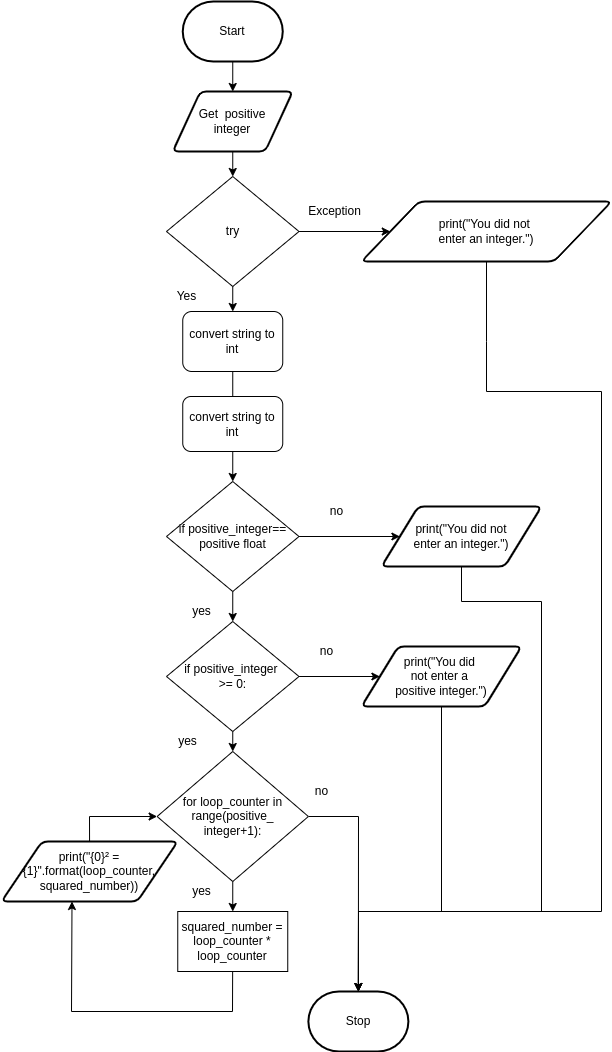 Start
Get  positive
integer
try
Exception
print("You did not
enter an integer.")
Yes
convert string to
int
convert string to
int
if positive_integer==
positive float
no
print("You did not
enter an integer.")
yes
if positive_integer
>= 0:
no
print("You did
not enter a
positive integer.")
yes
for loop_counter in
range(positive_
integer+1):
no
print("{0}² =
{1}".format(loop_counter,
squared_number))
yes
squared_number =
loop_counter *
loop_counter
Stop